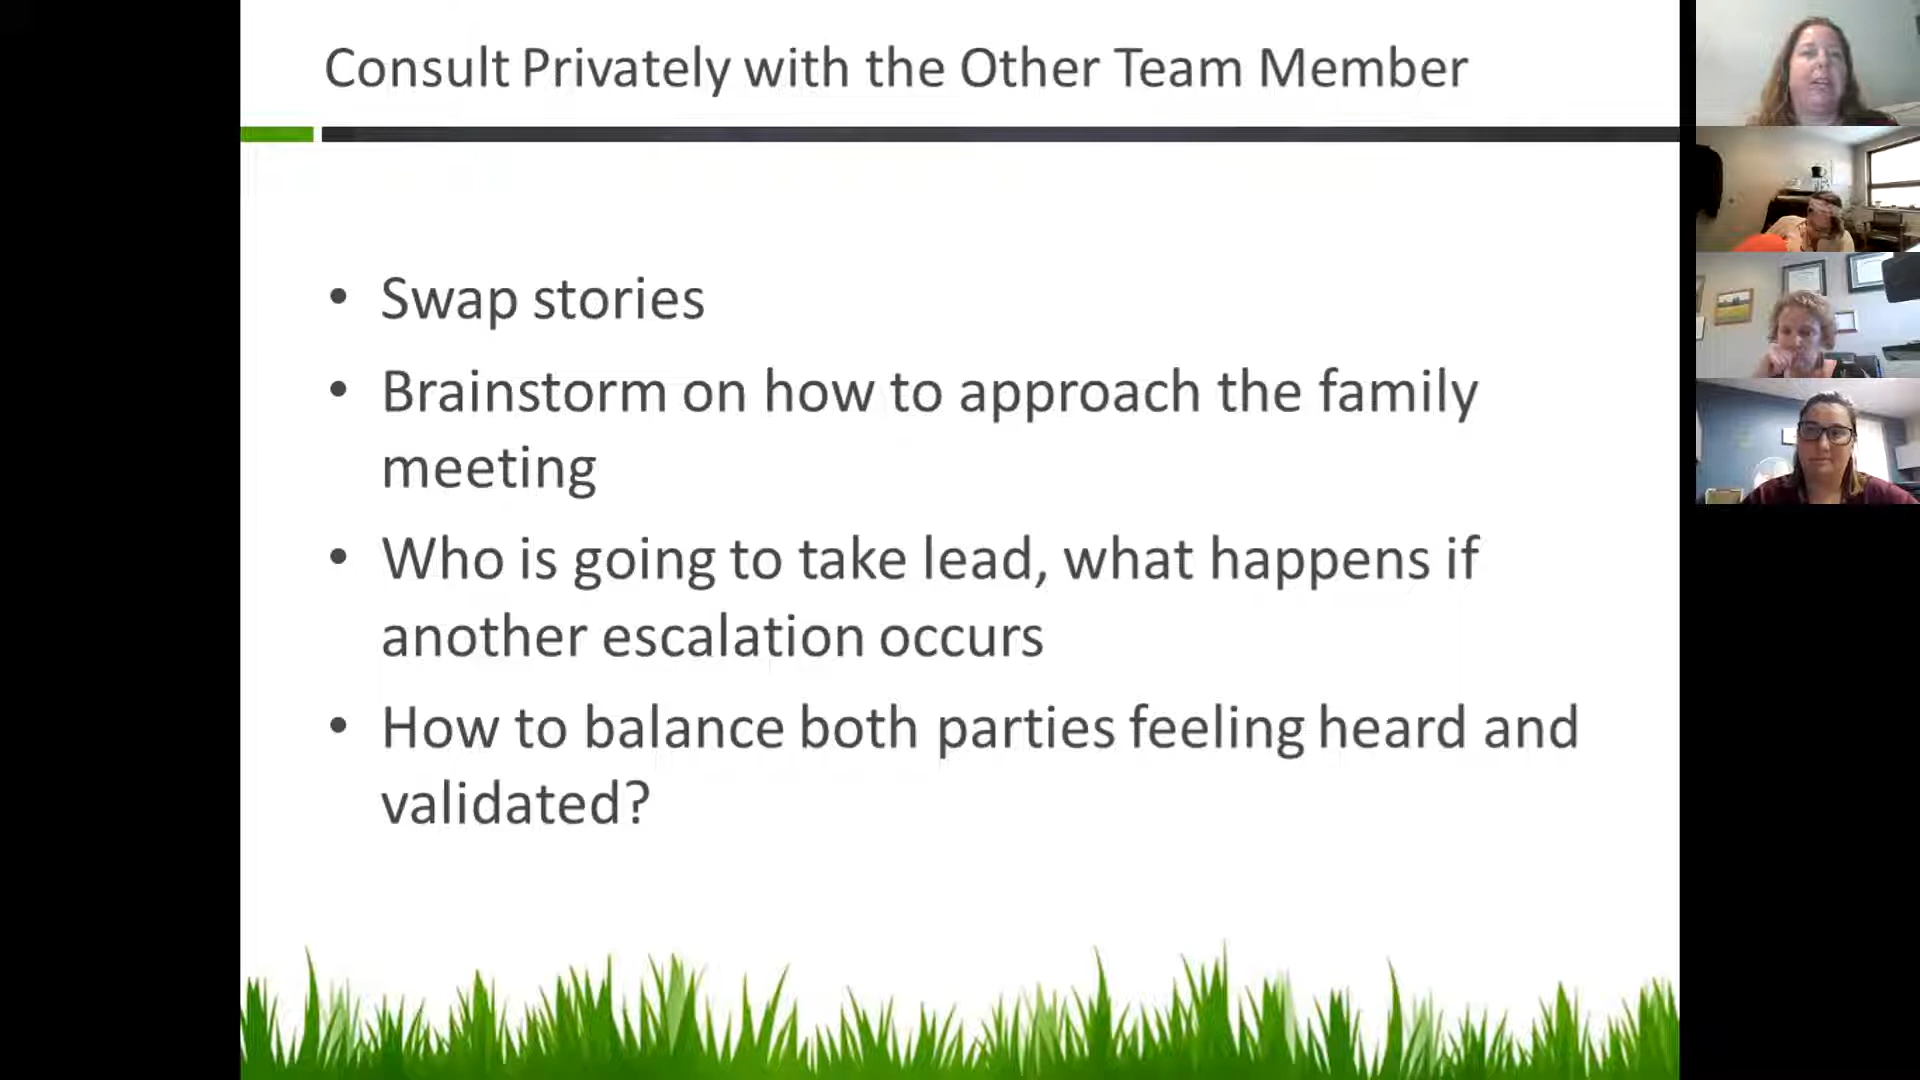 Consult Privately with the Other Team Member
• Swap stories
• Brainstorm on how to approach the family
meeting
• Who is going to take lead, what happens if
another escalation occurs
• How to balance both parties feeling heard and
validated?